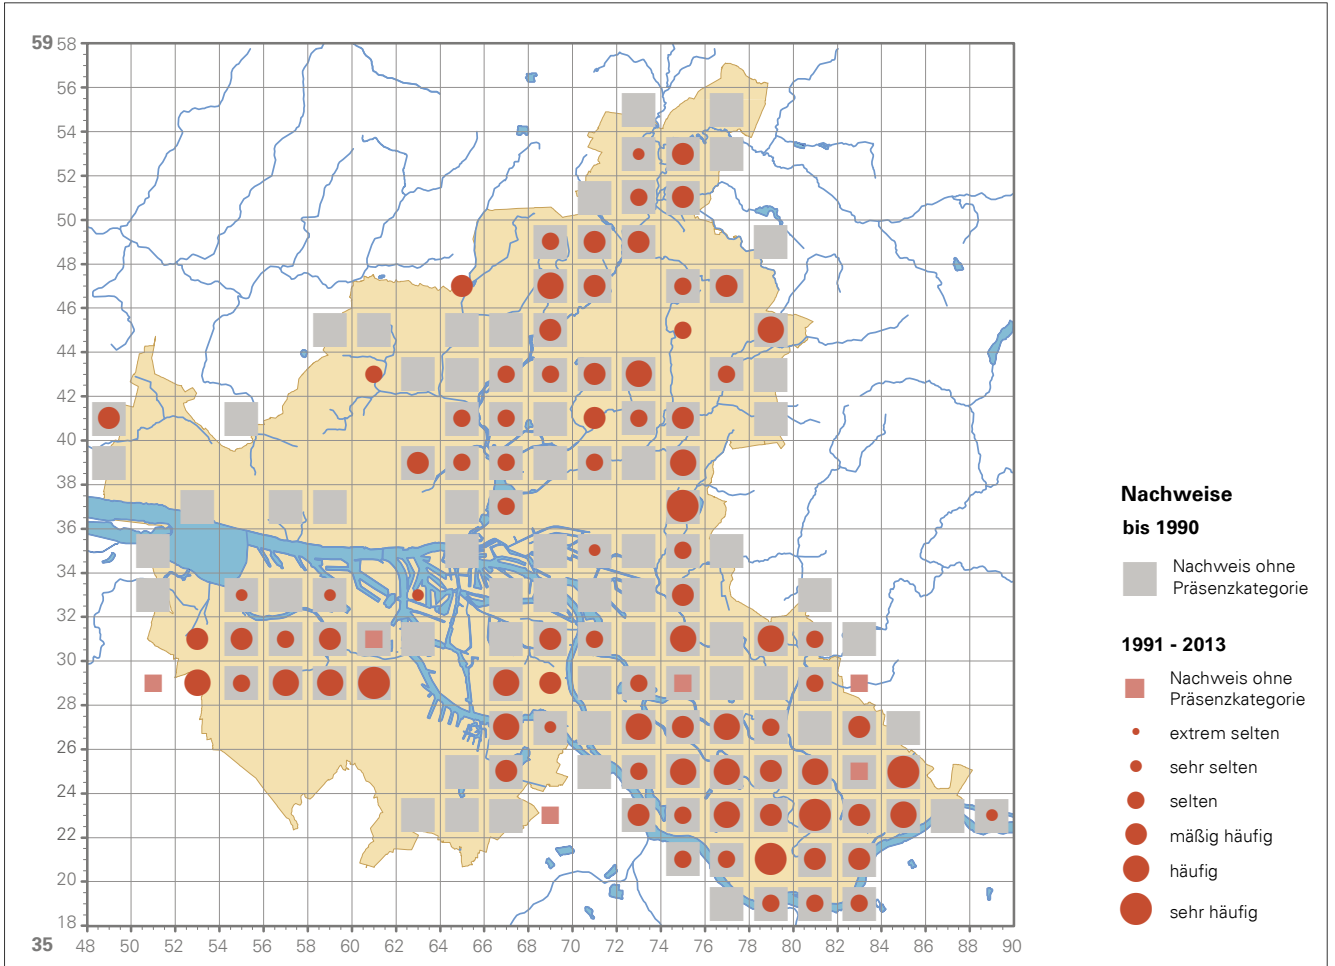 59 58
56
54
52
50
48
46
44
42
40
38
36
34
32
30
28
26
24
22
20
18
35
48 50 52 54 56 58 60 62 64 66 68 70 72 74 76 78 80 82 84 86 88 90
Nachweise
bis 1990
Nachweis ohne
Präsenzkategorie
1991 - 2013
Nachweis ohne
Präsenzkategorie
extrem selten
sehr selten
selten
mäßig häufig
häufig
sehr häufig